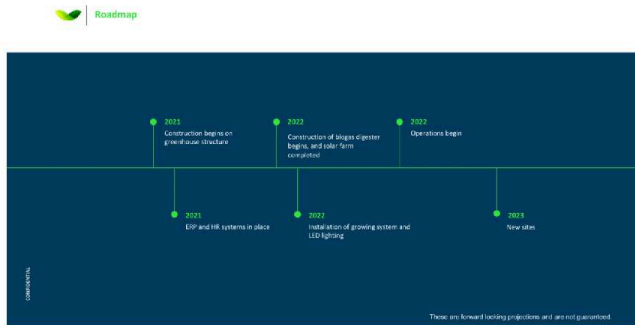 Roadmap
2021
Construction begins on
greenhouse structure
2022
Construction of biogas digester
begins, and solar farm
completed
2022
Operations begin
2021
ERP and HR systems in place
2022
Installation of growing system and
LED lighting
2023
New sites
CONFIDENTIAL
These are forward looking projections and are not guaranteed.